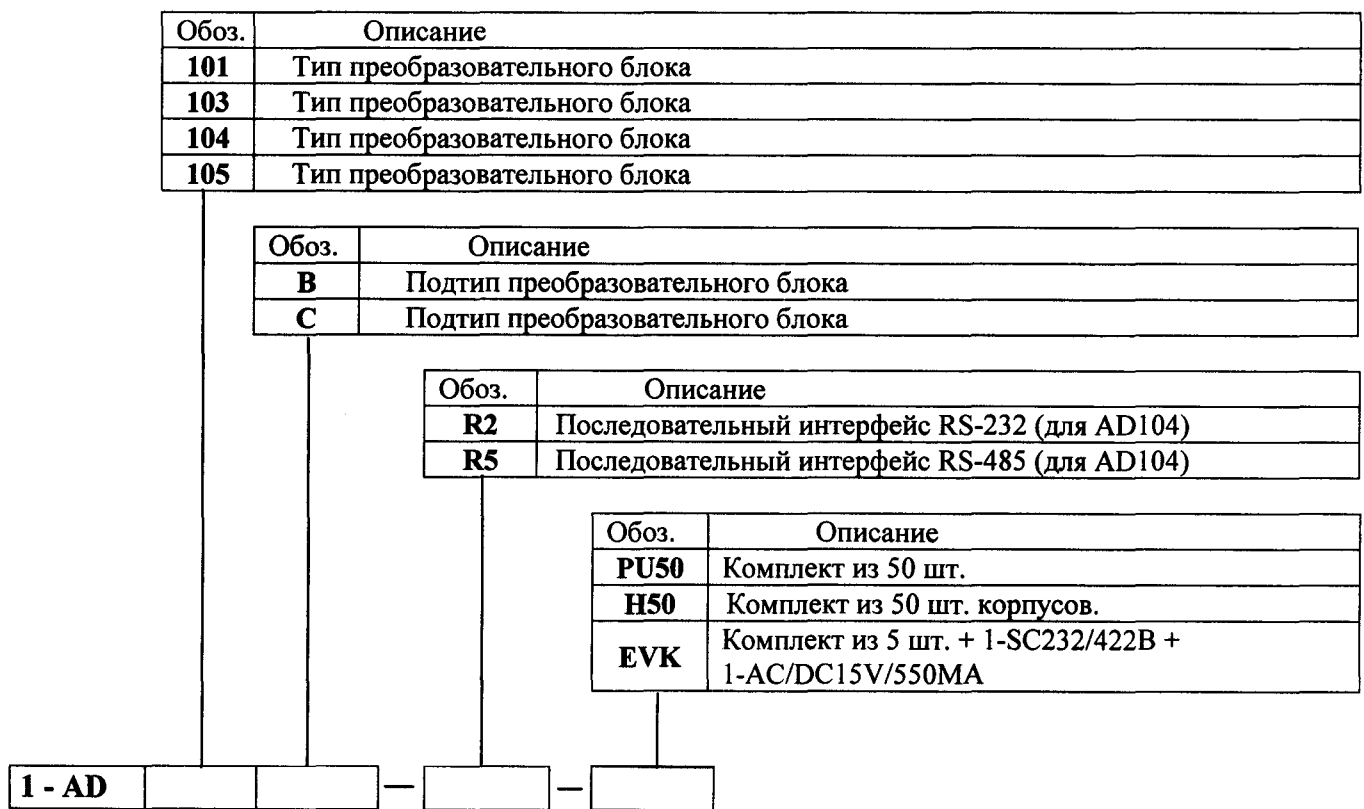 Обоз. Описание
101 Тип преобразовательного блока
103 Тип преобразовательного блока
104 Тип преобразовательного блока
105 Тип преобразовательного блока
Обоз. Описание
B Подтип преобразовательного блока
C Подтип преобразовательного блока
Обоз. Описание
R2 Последовательный интерфейс RS-232 (для AD104)
R5 Последовательный интерфейс RS-485 (для AD104)
Обоз. Описание
PU50 Комплект из 50 шт.
H50 Комплект из 50 шт. корпусов.
EVK Комплект из 5 шт. + 1-SC232/422B +
1-AC/DC15V/550MA
1 - AD — —